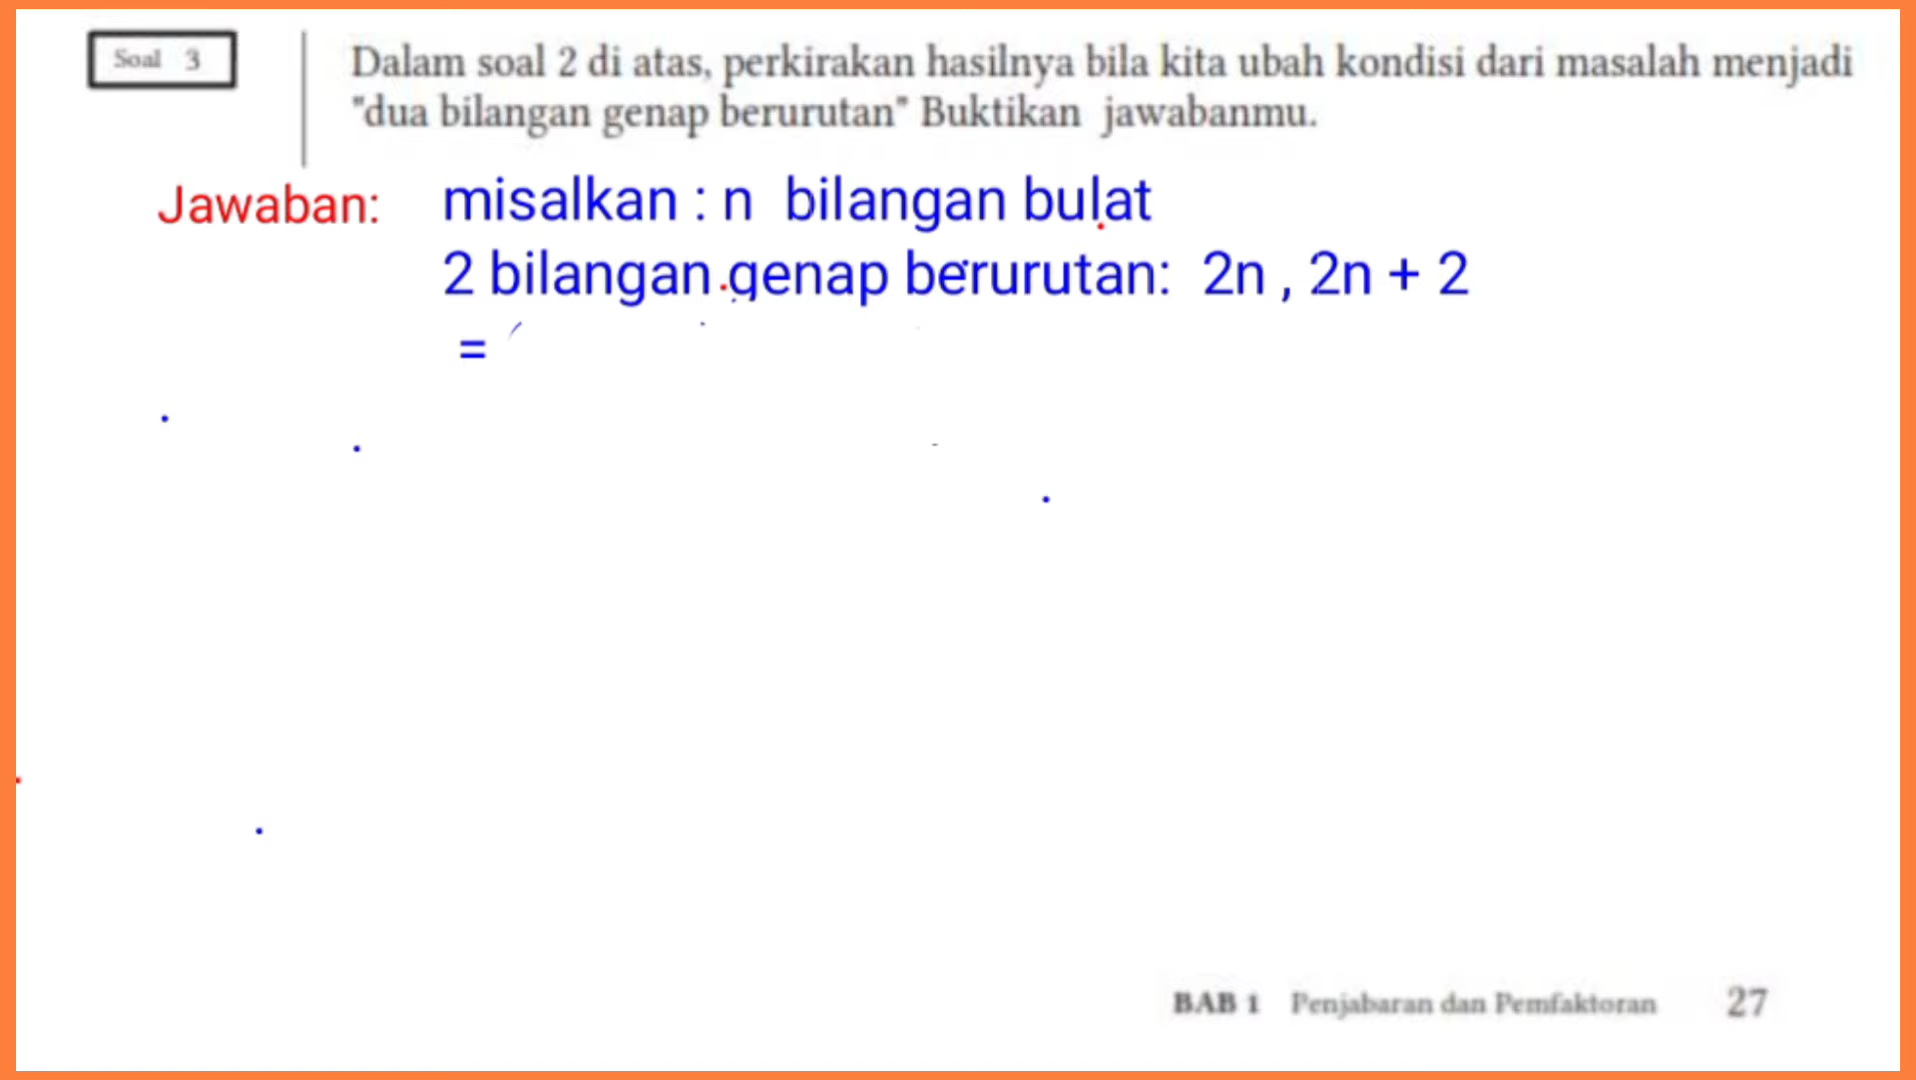 Soal 3
Dalam soal 2 di atas, perkirakan hasilnya bila kita ubah kondisi dari masalah menjadi
"dua bilangan genap berurutan" Buktikan jawabanmu.
Jawaban: misalkan : n bilangan bulat
2 bilangan genap berurutan: 2n , 2n + 2
=
BAB 1 Penjabaran dan Pemfaktoran 27